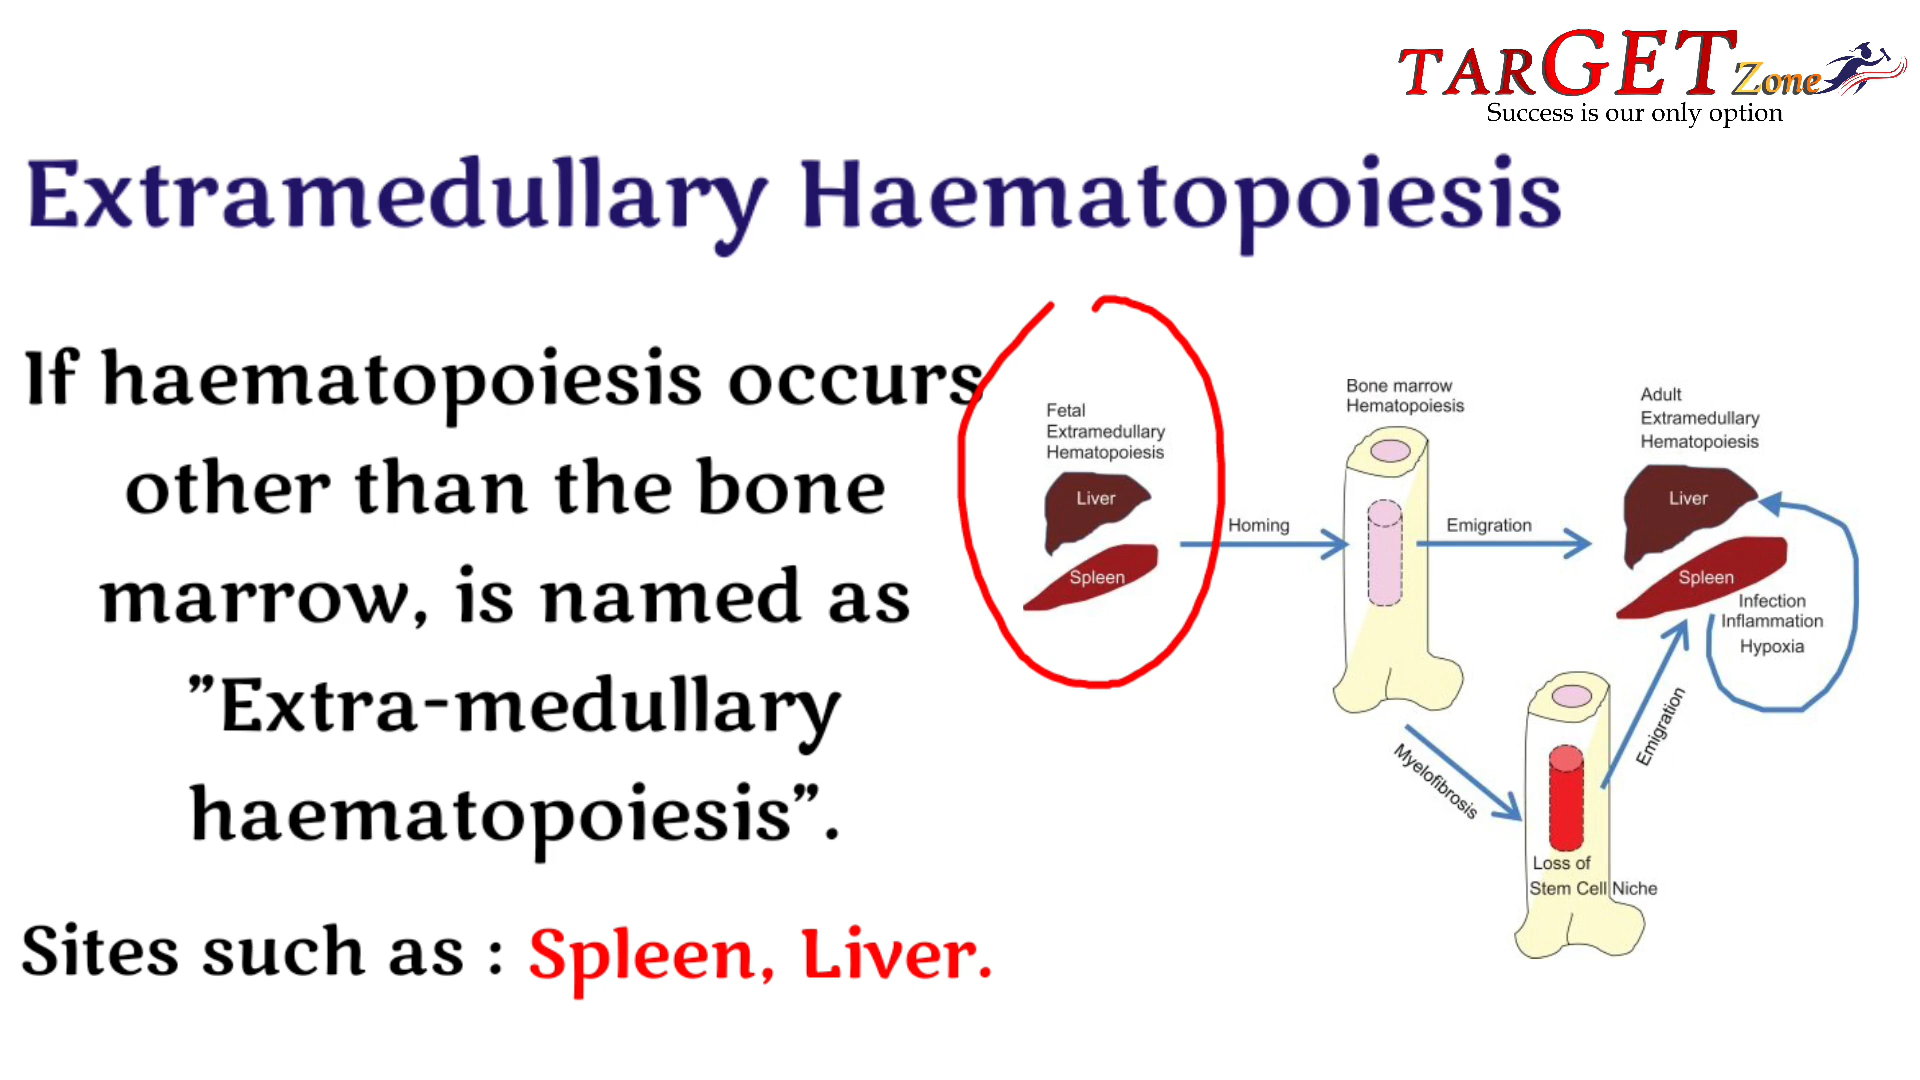 TARGET Zone
Success is our only option
Extramedullary Haematopoiesis
If haematopoiesis occurs
other than the bone
marrow, is named as
”Extra-medullary
haematopoiesis”.
Sites such as : Spleen, Liver.
Fetal
Extramedullary
Hematopoiesis
Liver
Spleen
Homing
Bone marrow
Hematopoiesis
Emigration
Adult
Extramedullary
Hematopoiesis
Liver
Spleen
Infection
Inflammation
Hypoxia
Myelofibrosis
Emigration
Loss of
Stem Cell Niche